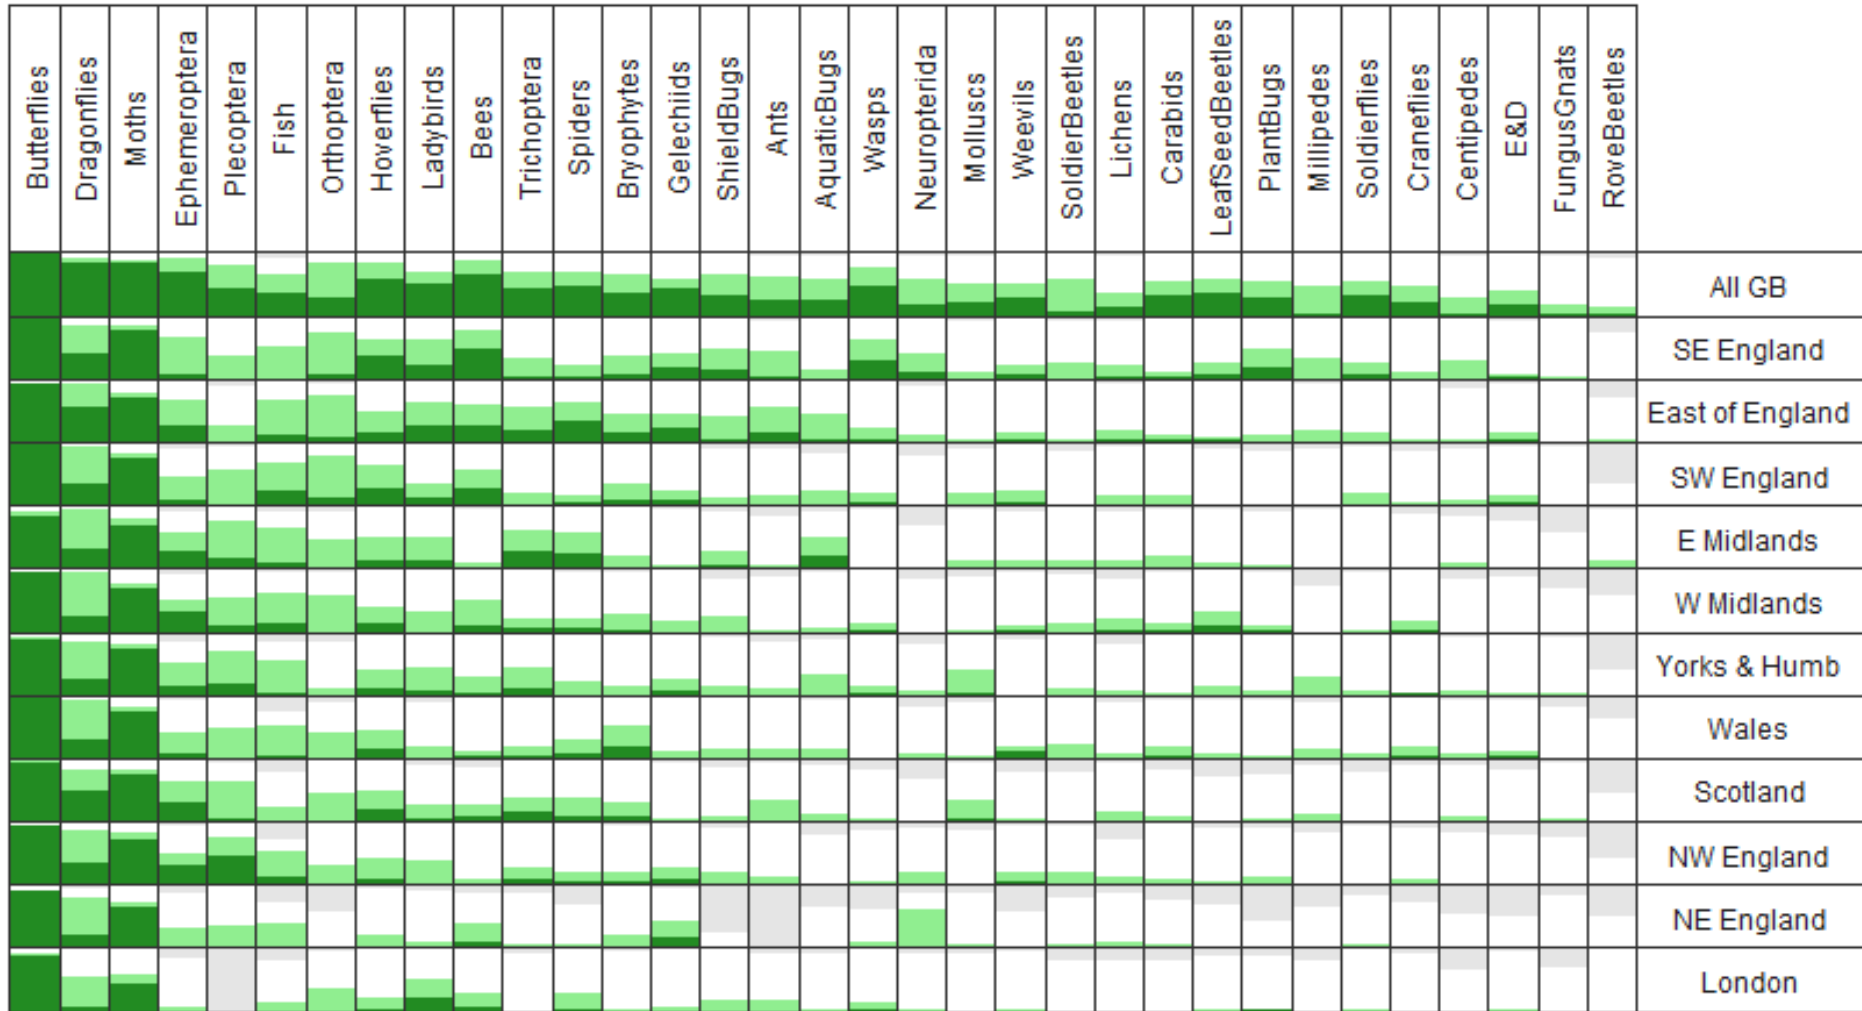 Butterflies
Dragonflies
Moths
Ephemeroptera
Plecoptera
Fish
Orthoptera
Hoverflies
Ladybirds
Bees
Trichoptera
Spiders
Bryophytes
Gelechiids
ShieldBugs
Ants
AquaticBugs
Wasps
Neuropterida
Molluscs
Weevils
SoldierBeetles
Lichens
Carabids
LeafSeedBeetles
PlantBugs
Millipedes
Soldierflies
Craneflies
Centipedes
E&D
FungusGnats
RoveBeetles
All GB
SE England
East of England
SW England
E Midlands
W Midlands
Yorks & Humb
Wales
Scotland
NW England
NE England
London